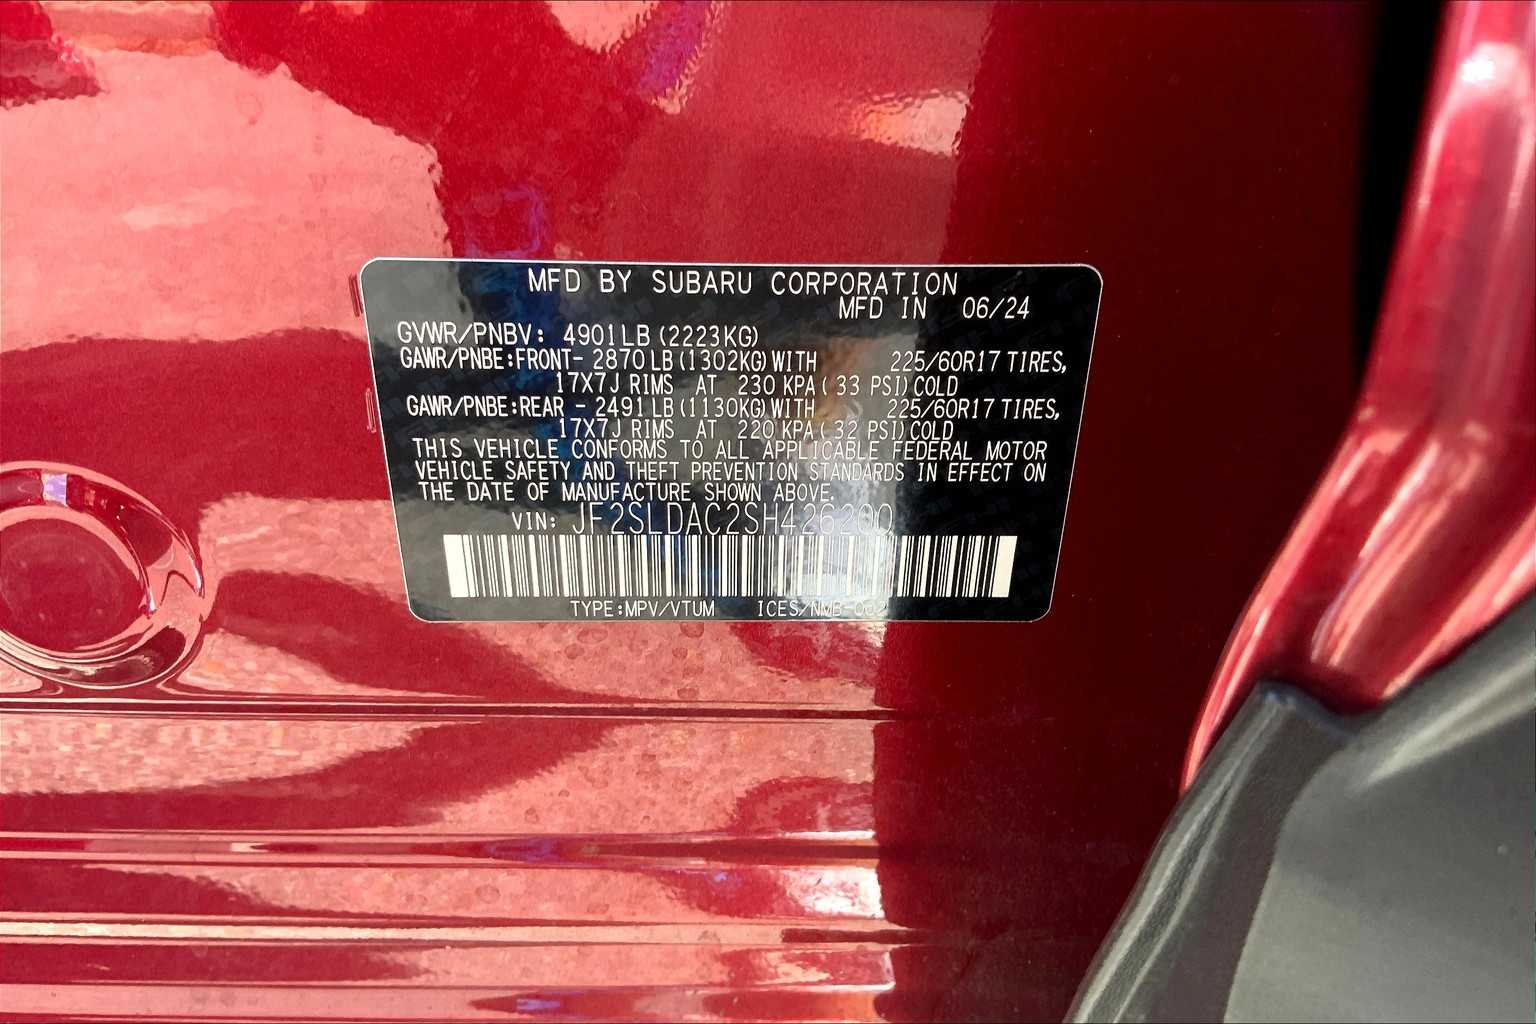 MFD BY SUBARU CORPORATION
MFD IN 06/24
GVWR/PNBV: 4901LB (2223KG)
GAWR/PNBE:FRONT- 2870 LB (1302KG) WITH 225/60R17 TIRES,
17X7J RIMS AT 230 KPA ( 33 PSI) COLD
GAWR/PNBE:REAR - 2491 LB (1130KG) WITH 225/60R17 TIRES,
17X7J RIMS AT 220 KPA ( 32 PSI) COLD
THIS VEHICLE CONFORMS TO ALL APPLICABLE FEDERAL MOTOR
VEHICLE SAFETY AND THEFT PREVENTION STANDARDS IN EFFECT ON
THE DATE OF MANUFACTURE SHOWN ABOVE.
VIN: JF2SLDAC2SH426200
TYPE:MPV/VTUM ICES/NMB-002